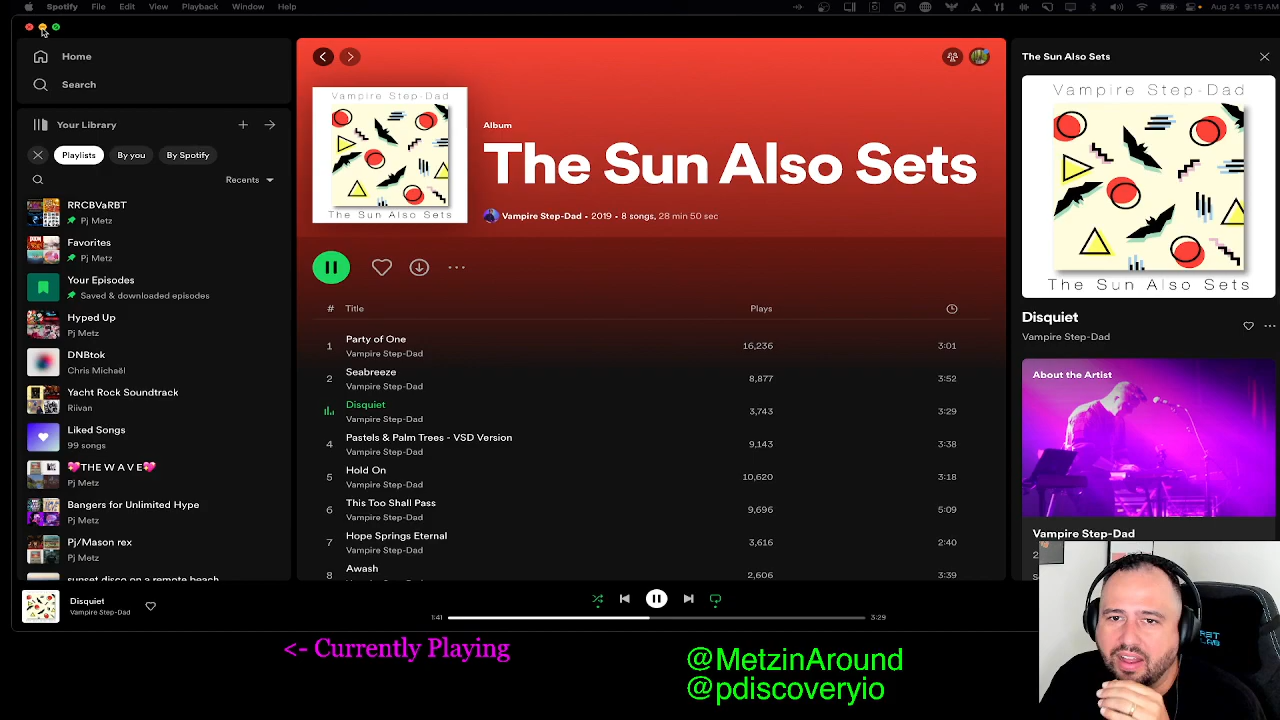 Spotify File Edit View Playback Window Help
Aug 24 9:15 AM
Home
Search
Your Library
Playlists By you By Spotify
Recents
RRCBVaRBT
Pj Metz
Favorites
Pj Metz
Your Episodes
Saved & downloaded episodes
Hyped Up
Pj Metz
DNBtok
Chris Michaël
Yacht Rock Soundtrack
Riivan
Liked Songs
99 songs
💖T H E W A V E💖
Pj Metz
Bangers for Unlimited Hype
Pj Metz
Pj/Mason rex
Pj Metz
sunset disco on a remote beach
Vampire Step-Dad
The Sun Also Sets
Album
The Sun Also Sets
Vampire Step-Dad • 2019 • 8 songs, 28 min 50 sec
# Title Plays
1 Party of One 16,236 3:01
Vampire Step-Dad
2 Seabreeze 8,877 3:52
Vampire Step-Dad
Disquiet 3,743 3:29
Vampire Step-Dad
4 Pastels & Palm Trees - VSD Version 9,143 3:38
Vampire Step-Dad
5 Hold On 10,620 3:18
Vampire Step-Dad
6 This Too Shall Pass 9,696 5:09
Vampire Step-Dad
7 Hope Springs Eternal 3,616 2:40
Vampire Step-Dad
8 Awash 2,606 3:39
The Sun Also Sets
Vampire Step-Dad
The Sun Also Sets
Disquiet
Vampire Step-Dad
About the Artist
Vampire Step-Dad
Disquiet
Vampire Step-Dad
1:41 3:29
<- Currently Playing
@MetzinAround
@pdiscoveryio